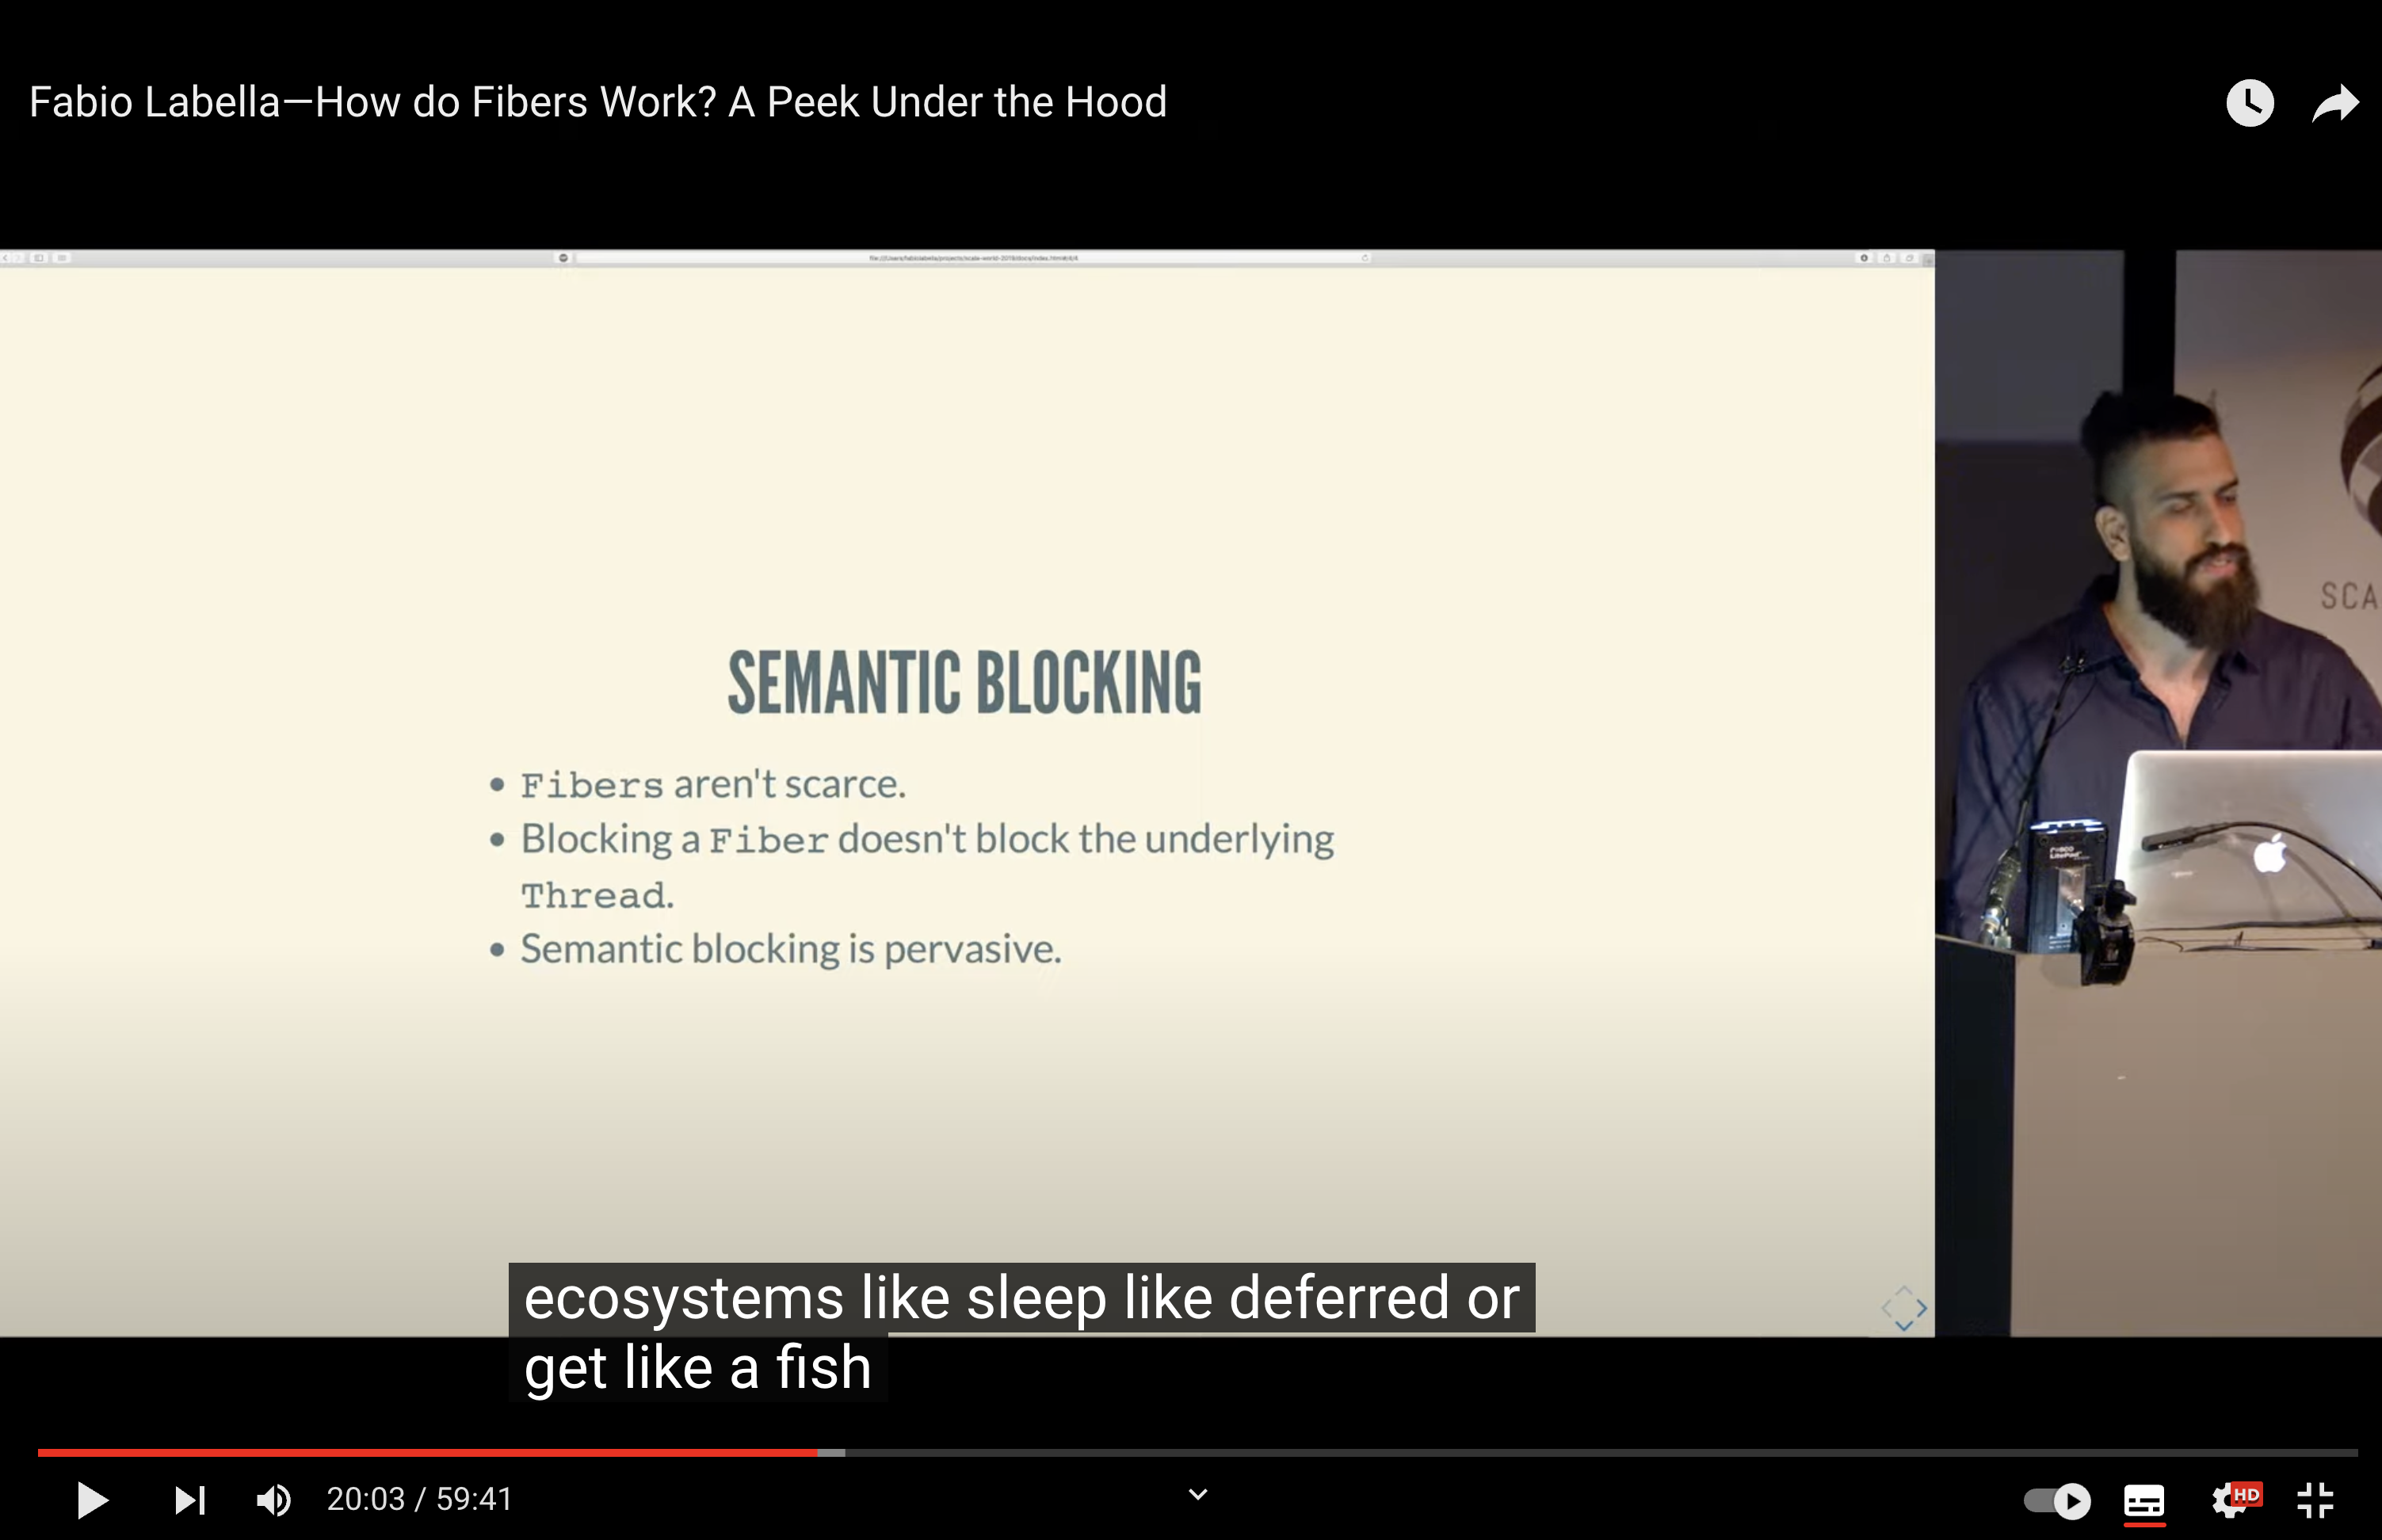 Fabio Labella—How do Fibers Work? A Peek Under the Hood
SEMANTIC BLOCKING
• Fibers aren't scarce.
• Blocking a Fiber doesn't block the underlying
Thread.
• Semantic blocking is pervasive.
SCA
ecosystems like sleep like deferred or
get like a fish
20:03 / 59:41
HD